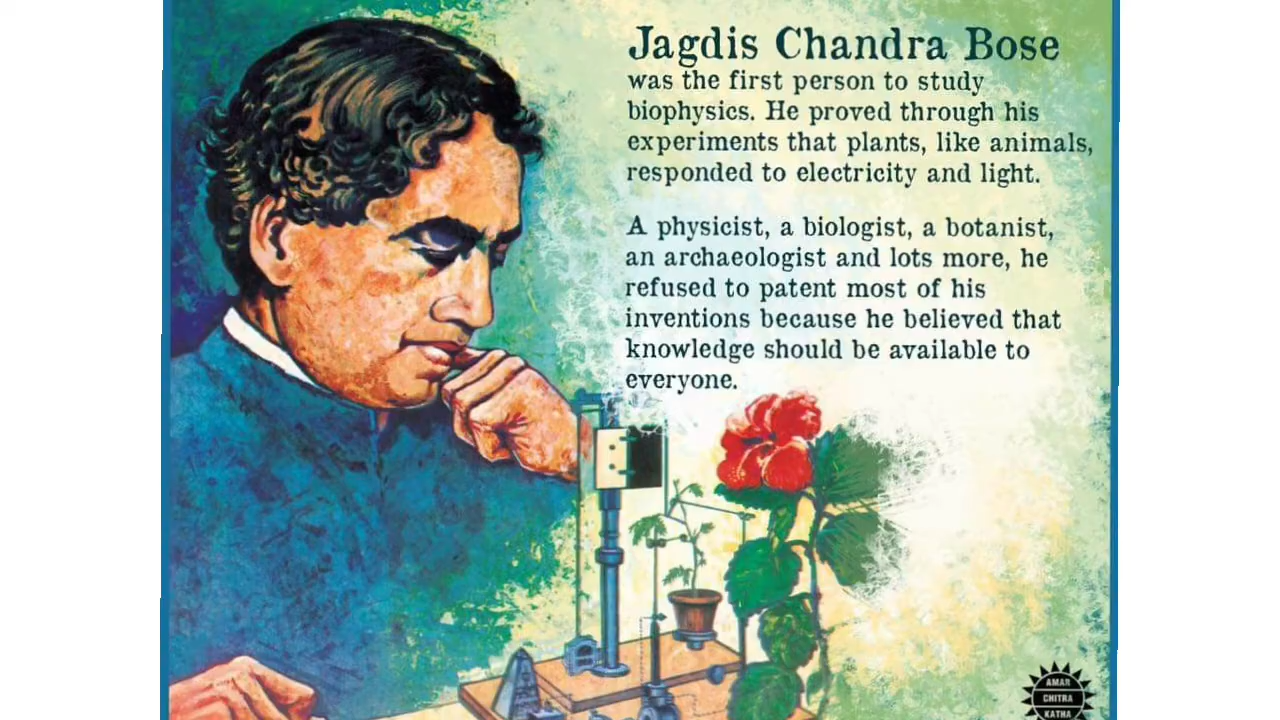 Jagdis Chandra Bose
was the first person to study
biophysics. He proved through his
experiments that plants, like animals,
responded to electricity and light.
A physicist, a biologist, a botanist,
an archaeologist and lots more, he
refused to patent most of his
inventions because he believed that
knowledge should be available to
everyone.
AMAR
CHITRA
KATHA